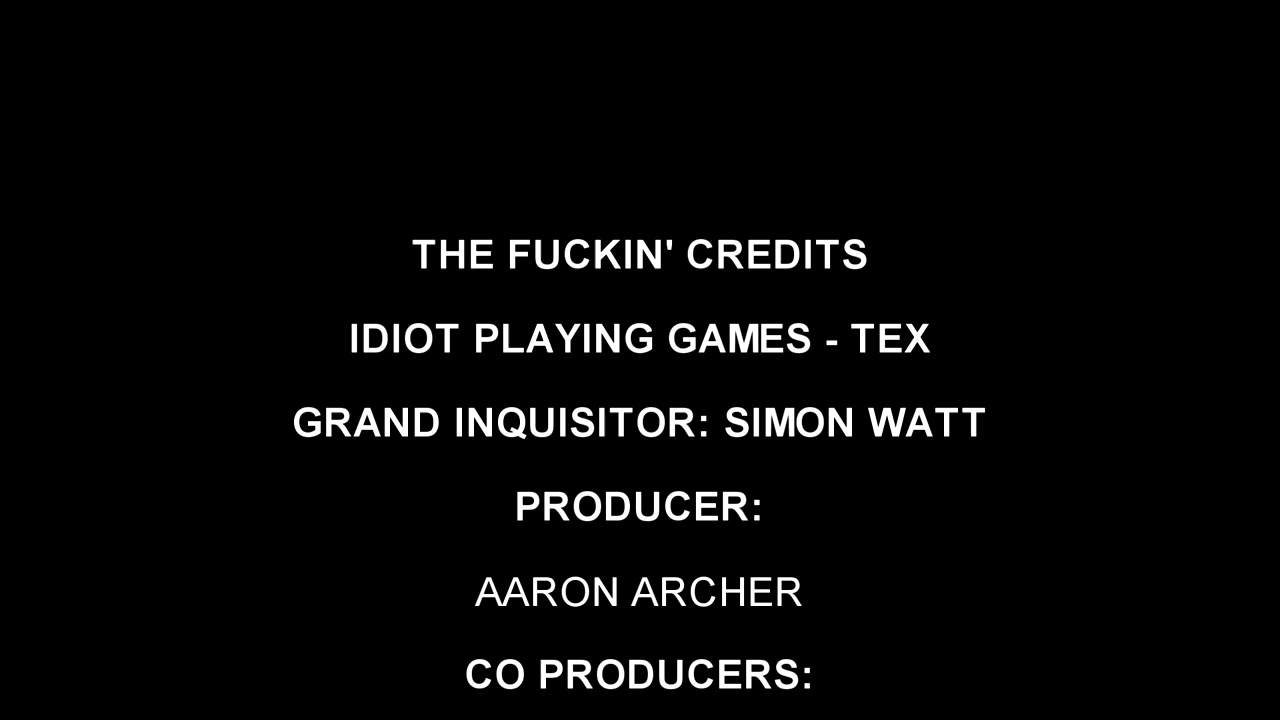 THE FUCKIN' CREDITS
IDIOT PLAYING GAMES - TEX
GRAND INQUISITOR: SIMON WATT
PRODUCER:
AARON ARCHER
CO PRODUCERS: